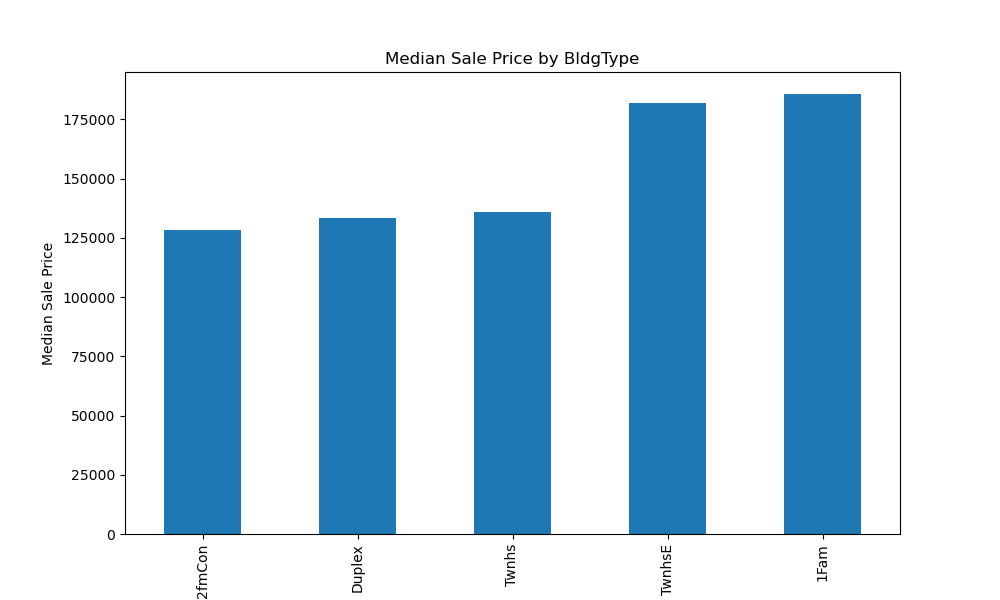 Median Sale Price by BldgType
Median Sale Price
175000
150000
125000
100000
75000
50000
25000
0
2fmCon
Duplex
Twnhs
TwnhsE
1Fam